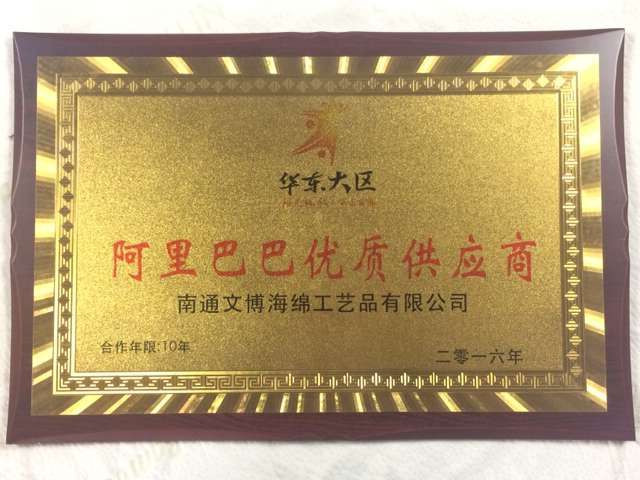 华东大区
阿里巴巴优质供应商
南通文博海绵工艺品有限公司
合作年限:10年
二零一六年